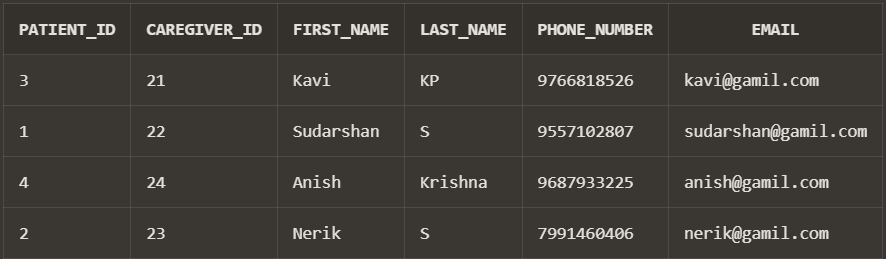 PATIENT_ID CAREGIVER_ID FIRST_NAME LAST_NAME PHONE_NUMBER EMAIL
3 21 Kavi KP 9766818526 kavi@gamil.com
1 22 Sudarshan S 9557102807 sudarshan@gamil.com
4 24 Anish Krishna 9687933225 anish@gamil.com
2 23 Nerik S 7991460406 nerik@gamil.com